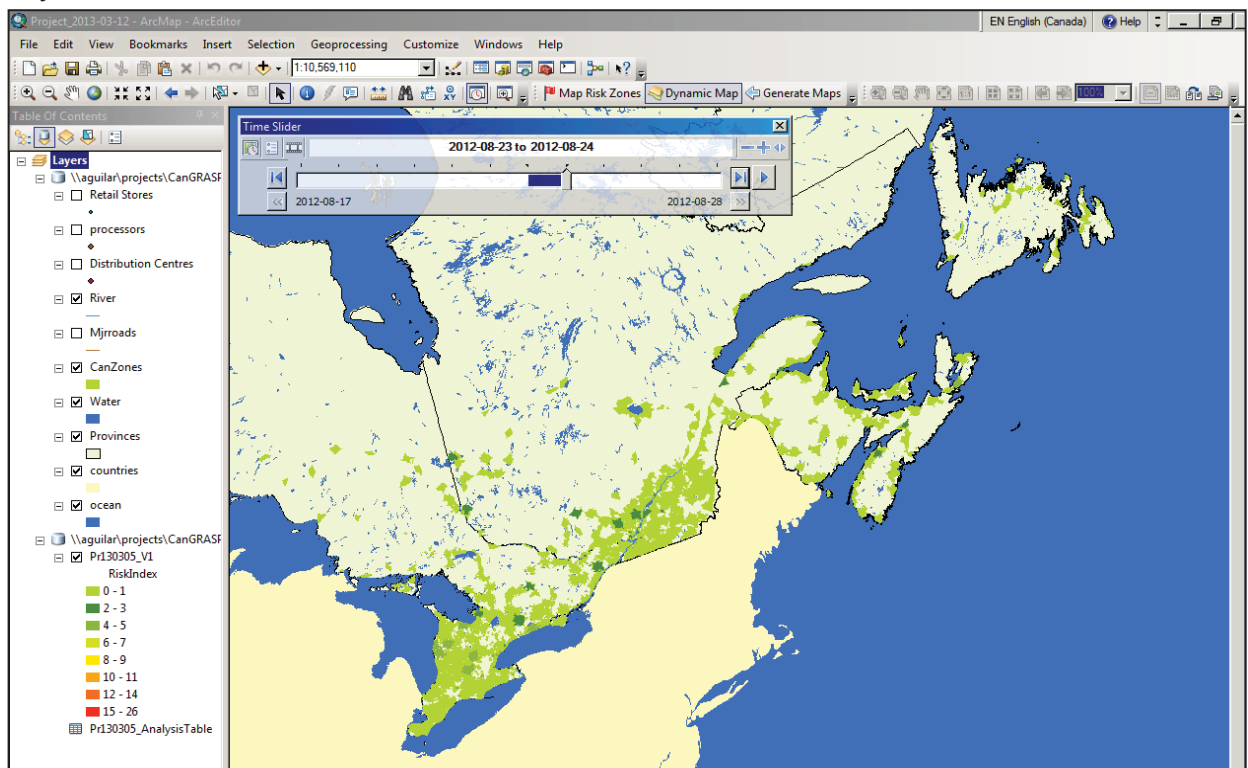 Project_2013-03-12 - ArcMap - ArcEditor
EN English (Canada) Help
File Edit View Bookmarks Insert Selection Geoprocessing Customize Windows Help
1:10,569,110
Map Risk Zones Dynamic Map Generate Maps 100%
Table Of Contents
Time Slider
2012-08-23 to 2012-08-24
2012-08-17 2012-08-28
Layers
\\aguilar\projects\CanGRASP
Retail Stores
processors
Distribution Centres
River
Mjrroads
CanZones
Water
Provinces
countries
ocean
\\aguilar\projects\CanGRASP
Pr130305_V1
RiskIndex
0 - 1
2 - 3
4 - 5
6 - 7
8 - 9
10 - 11
12 - 14
15 - 26
Pr130305_AnalysisTable